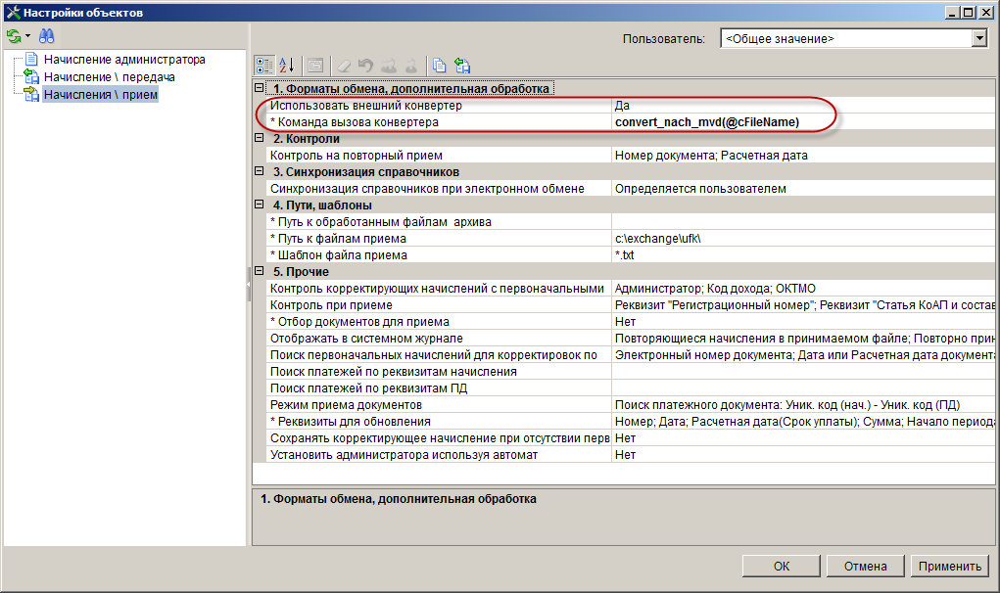 Настройки объектов
Пользователь: <Общее значение>
Начисление администратора
Начисление \ передача
Начисления \ прием
1. Форматы обмена, дополнительная обработка
Использовать внешний конвертер Да
* Команда вызова конвертера convert_nach_mvd(@cFileName)
2. Контроли
Контроль на повторный прием Номер документа; Расчетная дата
3. Синхронизация справочников
Синхронизация справочников при электронном обмене Определяется пользователем
4. Пути, шаблоны
* Путь к обработанным файлам архива
* Путь к файлам приема c:\exchange\ufk\
* Шаблон файла приема *.txt
5. Прочие
Контроль корректирующих начислений с первоначальными Администратор; Код дохода; ОКТМО
Контроль при приеме Реквизит "Регистрационный номер"; Реквизит "Статья КоАП и состав
* Отбор документов для приема Нет
Отображать в системном журнале Повторяющиеся начисления в принимаемом файле; Повторно прин
Поиск первоначальных начислений для корректировок по Электронный номер документа; Дата или Расчетная дата документа
Поиск платежей по реквизитам начисления
Поиск платежей по реквизитам ПД
Режим приема документов Поиск платежного документа: Уник. код (нач.) - Уник. код (ПД)
* Реквизиты для обновления Номер; Дата; Расчетная дата(Срок уплаты); Сумма; Начало периода
Сохранять корректирующее начисление при отсутствии перв Нет
Установить администратора используя автомат Нет
1. Форматы обмена, дополнительная обработка
ОК Отмена Применить